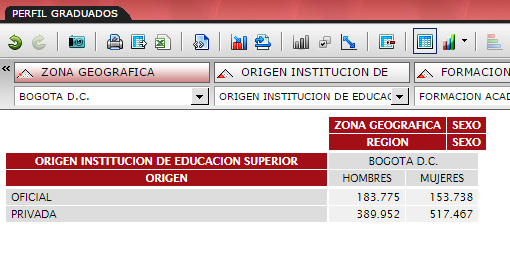 PERFIL GRADUADOS
ZONA GEOGRAFICA ORIGEN INSTITUCION DE FORMACION
BOGOTA D.C. ORIGEN INSTITUCION DE EDUCAC FORMACION ACAD
ZONA GEOGRAFICA SEXO
REGION SEXO
ORIGEN INSTITUCION DE EDUCACION SUPERIOR BOGOTA D.C.
ORIGEN HOMBRES MUJERES
OFICIAL 183.775 153.738
PRIVADA 389.952 517.467